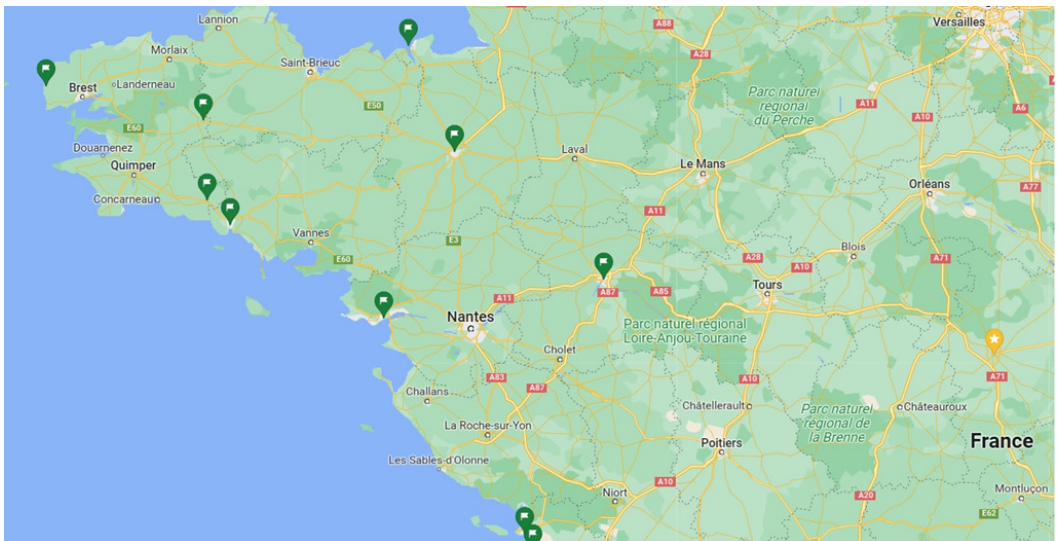 Lannion
A88
Versailles
Morlaix
A28
Saint-Brieuc
Brest
Landerneau
Parc naturel
régional
du Perche
E50
A11
A6
A10
E60
Douarnenez
Laval
Quimper
Le Mans
Orléans
A77
Concarneau
A11
Vannes
E3
Blois
E60
A28
A10
A71
Tours
A87
A85
A11
Nantes
Parc naturel régional
Loire-Anjou-Touraine
Cholet
A83
A87
A10
A71
Challans
Châtellerault
Parc naturel
régional de
la Brenne
Châteauroux
La Roche-sur-Yon
Poitiers
France
Les Sables-d'Olonne
A10
Niort
A20
Montluçon
E62